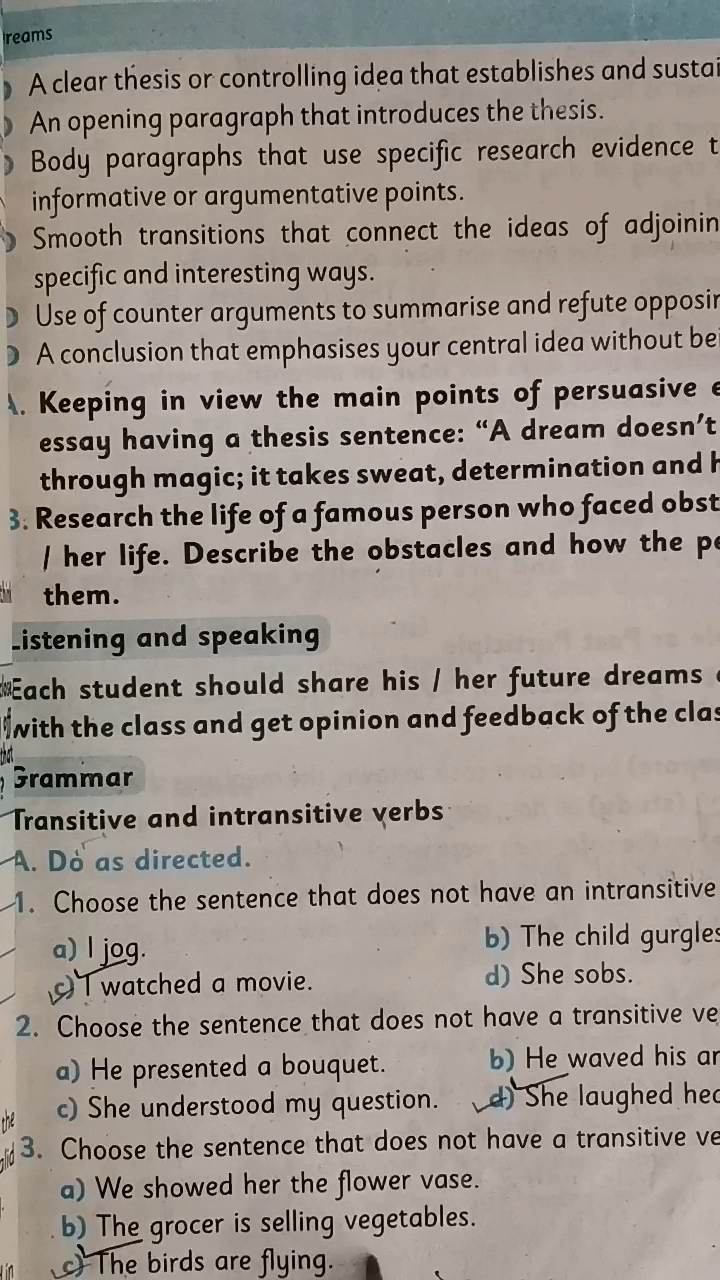 reams
A clear thesis or controlling idea that establishes and sustai
An opening paragraph that introduces the thesis.
Body paragraphs that use specific research evidence t
informative or argumentative points.
Smooth transitions that connect the ideas of adjoinin
specific and interesting ways.
Use of counter arguments to summarise and refute opposin
A conclusion that emphasises your central idea without be
A. Keeping in view the main points of persuasive e
essay having a thesis sentence: “A dream doesn’t
through magic; it takes sweat, determination and h
3. Research the life of a famous person who faced obst
/ her life. Describe the obstacles and how the pe
them.
Listening and speaking
Each student should share his / her future dreams
with the class and get opinion and feedback of the clas
Grammar
Transitive and intransitive verbs
A. Do as directed.
1. Choose the sentence that does not have an intransitive
a) I jog. b) The child gurgles
c) I watched a movie. d) She sobs.
2. Choose the sentence that does not have a transitive ve
a) He presented a bouquet. b) He waved his ar
c) She understood my question. d) She laughed hea
the
3. Choose the sentence that does not have a transitive ve
a) We showed her the flower vase.
b) The grocer is selling vegetables.
c) The birds are flying.
in